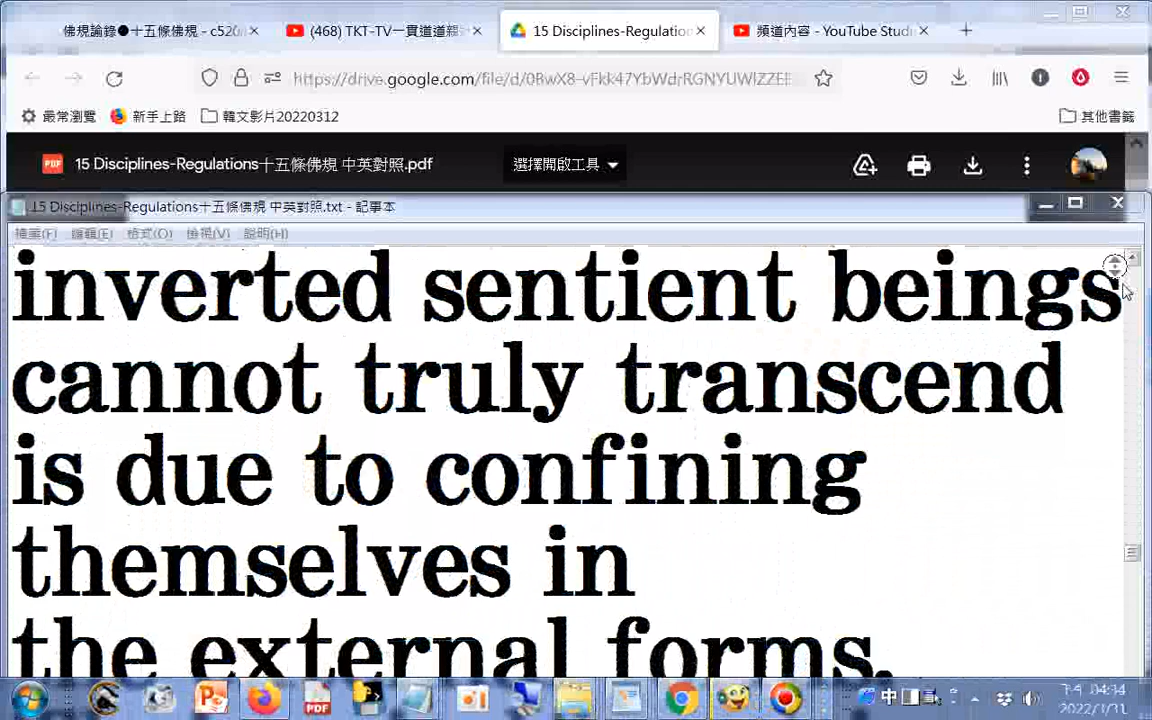 佛規論錄●十五條佛規 - c520
(468) TKT-TV一貫道道親
15 Disciplines-Regulation
頻道內容 - YouTube Studi
https://drive.google.com/file/d/0BwX8-vFkk47YbWdrRGNYUWlZZEE
最常瀏覽
新手上路
韓文影片20220312
其他書籤
PDF
15 Disciplines-Regulations十五條佛規 中英對照.pdf
選擇開啟工具
15 Disciplines-Regulations十五條佛規 中英對照.txt - 記事本
檔案(F) 編輯(E) 格式(O) 檢視(V) 說明(H)
inverted sentient beings
cannot truly transcend
is due to confining
themselves in
the external forms.
中
下午 04:34